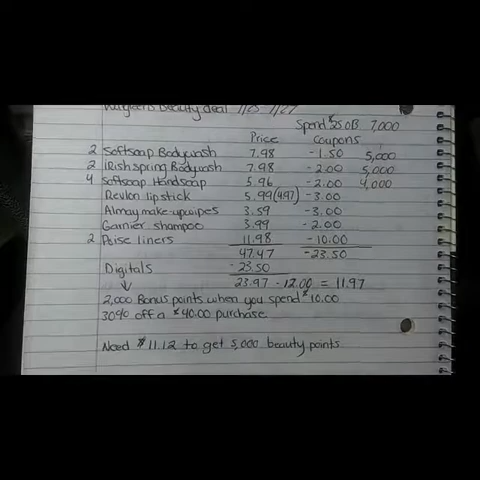 Walgreens Beauty deal 1/25 1/27
Spend $25 OB 7,000
Price Coupons
2 Softsoap Bodywash 7.98 -1.50 5,000
2 iRish spring Bodywash 7.98 -2.00 5,000
4 Softsoap Handsoap 5.96 -2.00 4,000
Revlon lipstick 5.99 (4.97) -3.00
Almay makeupwipes 3.59 -3.00
Garnier shampoo 3.99 -2.00
2 Poise liners 11.98 -10.00
47.47 -23.50
Digitals -23.50
23.97 - 12.00 = 11.97
2,000 Bonus points when you spend $10.00
30% off a $40.00 purchase
Need $11.12 to get 5,000 beauty points